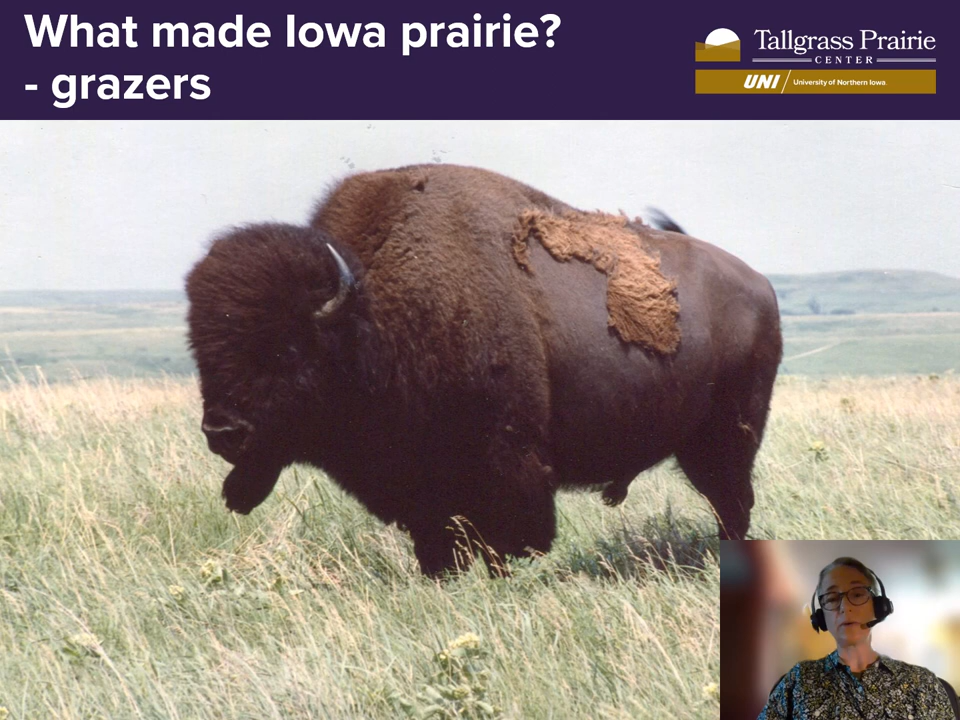 What made Iowa prairie?
- grazers
Tallgrass Prairie
CENTER
UNI University of Northern Iowa